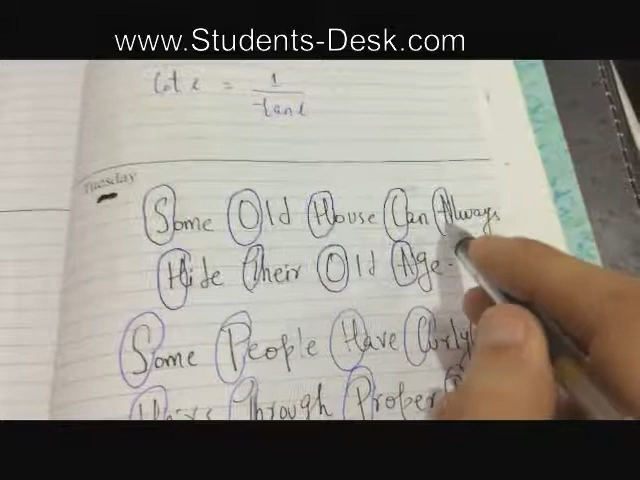 www.Students-Desk.com
Cot x = 1 / tan x
Tuesday
Some Old House Can Always
Hide Their Old Age.
Some People Have Curly
Through Proper